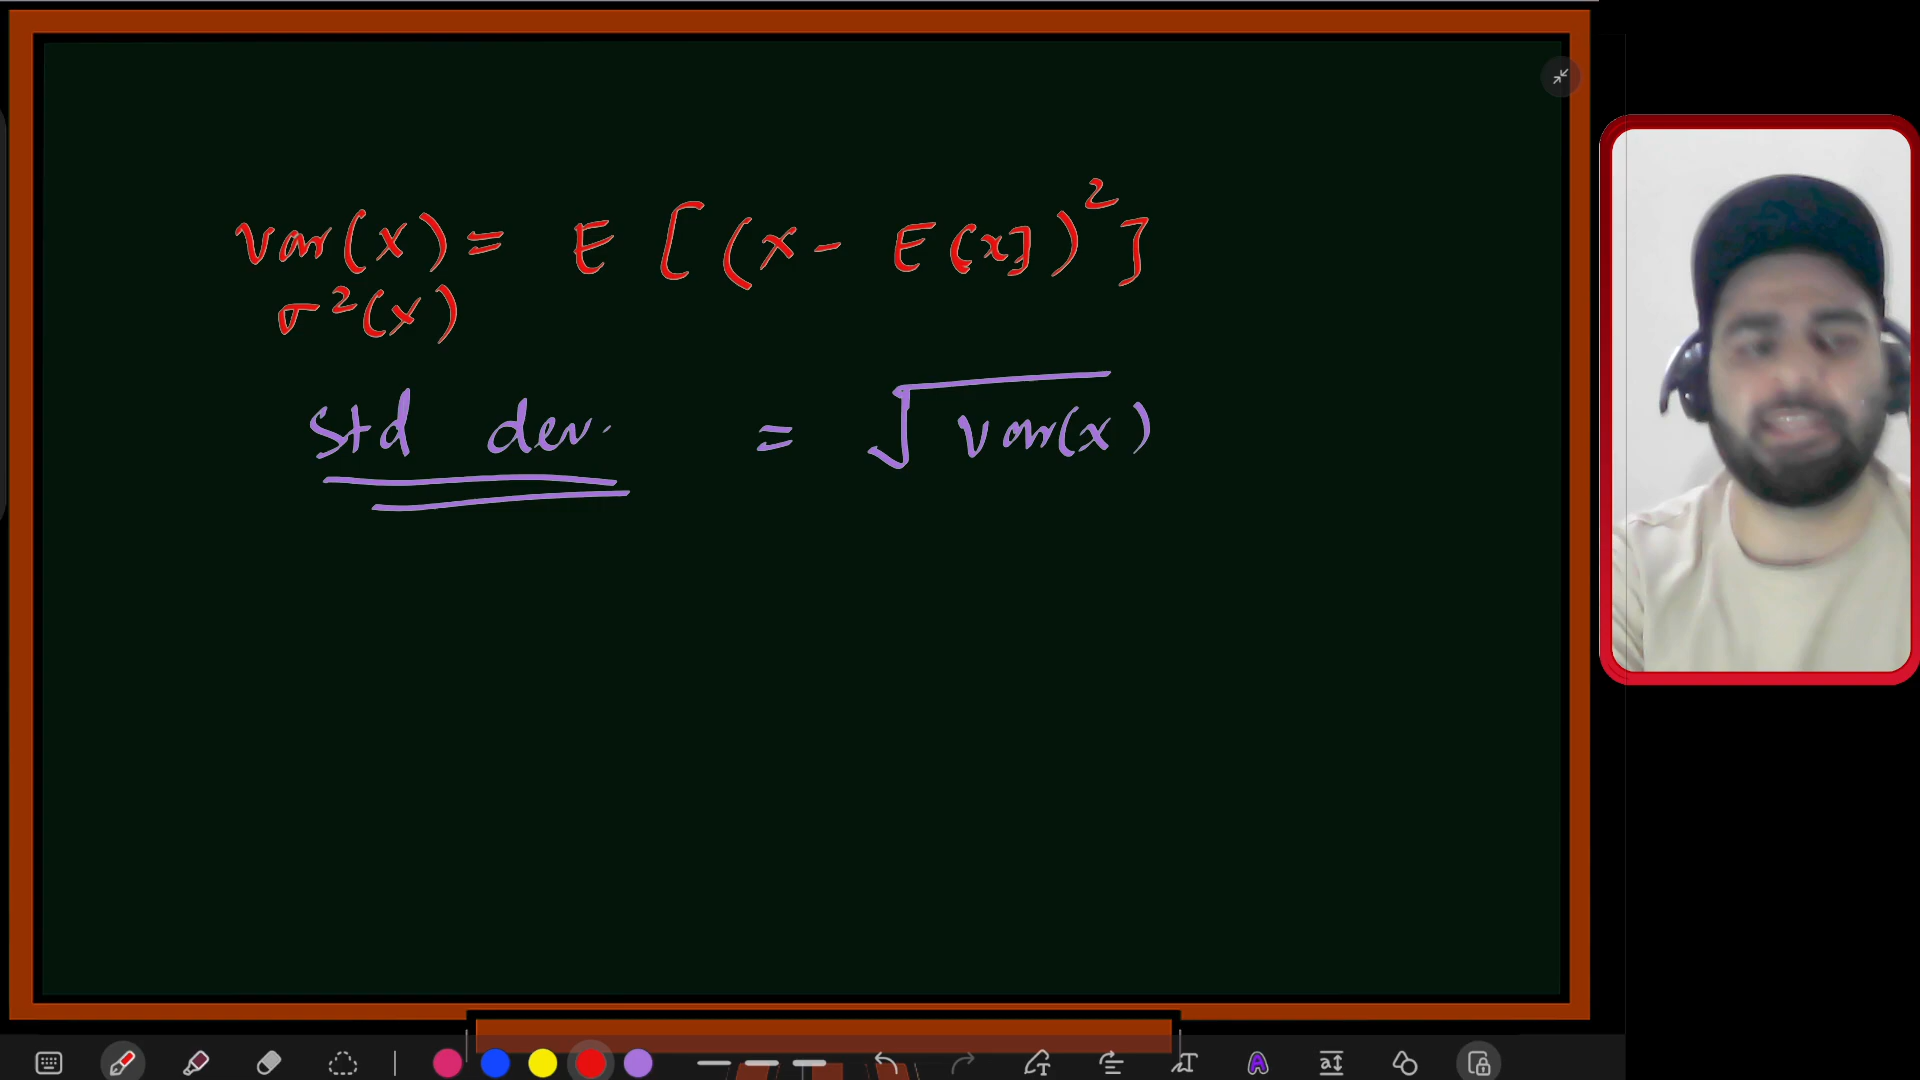 var(x) = E [(x - E[x])²]
σ²(x)
std dev. = √var(x)